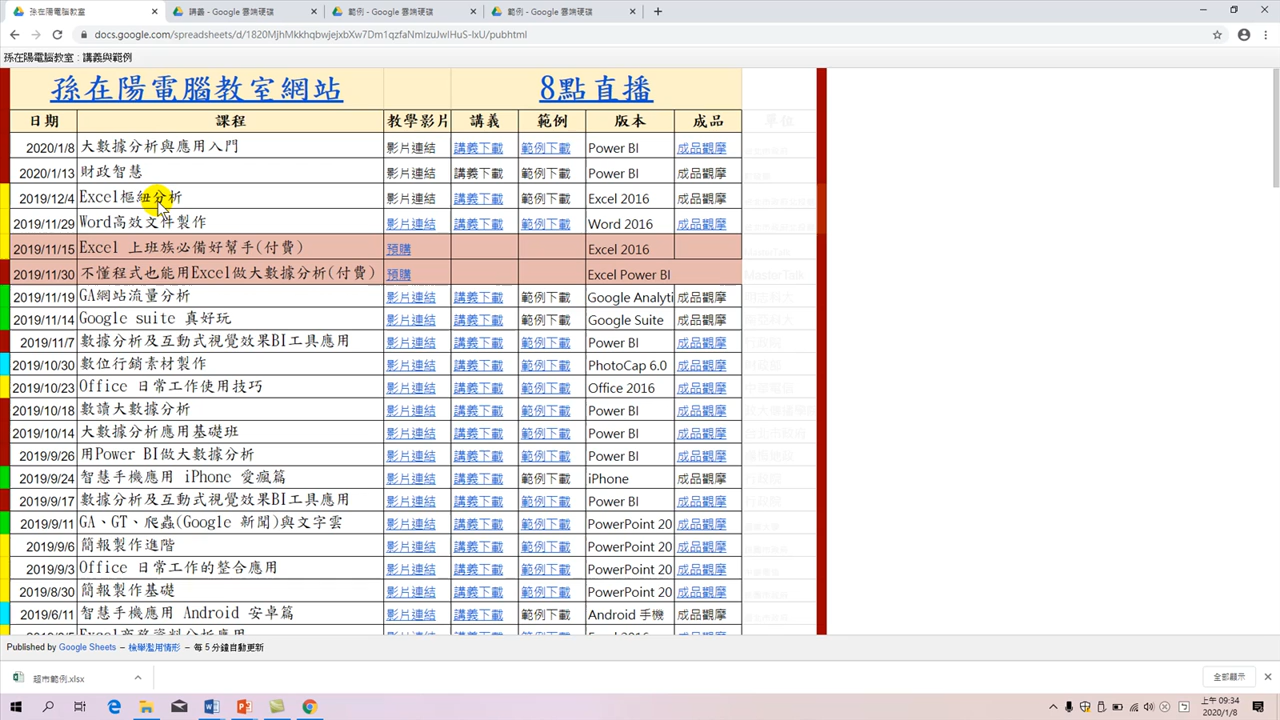 孫在陽電腦教室
講義 - Google 雲端硬碟
範例 - Google 雲端硬碟
範例 - Google 雲端硬碟
docs.google.com/spreadsheets/d/1820MjhMkkhqbwjejxbXw7Dm1qzfaNmIzuJwIHuS-IxU/pubhtml
孫在陽電腦教室 : 講義與範例
孫在陽電腦教室網站 8點直播
日期 課程 教學影片 講義 範例 版本 成品
2020/1/8 大數據分析與應用入門 影片連結 講義下載 範例下載 Power BI 成品觀摩
2020/1/13 財政智慧 影片連結 講義下載 範例下載 Power BI 成品觀摩
2019/12/4 Excel樞紐分析 影片連結 講義下載 範例下載 Excel 2016 成品觀摩
2019/11/29 Word高效文件製作 影片連結 講義下載 範例下載 Word 2016 成品觀摩
2019/11/15 Excel 上班族必備好幫手(付費) 預購 Excel 2016 MasterTalk
2019/11/30 不懂程式也能用Excel做大數據分析(付費) 預購 Excel Power BI MasterTalk
2019/11/19 GA網站流量分析 影片連結 講義下載 範例下載 Google Analyti 成品觀摩
2019/11/14 Google suite 真好玩 影片連結 講義下載 範例下載 Google Suite 成品觀摩
2019/11/7 數據分析及互動式視覺效果BI工具應用 影片連結 講義下載 範例下載 Power BI 成品觀摩
2019/10/30 數位行銷素材製作 影片連結 講義下載 範例下載 PhotoCap 6.0 成品觀摩
2019/10/23 Office 日常工作使用技巧 影片連結 講義下載 範例下載 Office 2016 成品觀摩
2019/10/18 數讀大數據分析 影片連結 講義下載 範例下載 Power BI 成品觀摩
2019/10/14 大數據分析應用基礎班 影片連結 講義下載 範例下載 Power BI 成品觀摩
2019/9/26 用Power BI做大數據分析 影片連結 講義下載 範例下載 Power BI 成品觀摩
2019/9/24 智慧手機應用 iPhone 愛瘋篇 影片連結 講義下載 範例下載 iPhone 成品觀摩
2019/9/17 數據分析及互動式視覺效果BI工具應用 影片連結 講義下載 範例下載 Power BI 成品觀摩
2019/9/11 GA、GT、爬蟲(Google 新聞)與文字雲 影片連結 講義下載 範例下載 PowerPoint 20 成品觀摩
2019/9/6 簡報製作進階 影片連結 講義下載 範例下載 PowerPoint 20 成品觀摩
2019/9/3 Office 日常工作的整合應用 影片連結 講義下載 範例下載 PowerPoint 20 成品觀摩
2019/8/30 簡報製作基礎 影片連結 講義下載 範例下載 PowerPoint 20 成品觀摩
2019/6/11 智慧手機應用 Android 安卓篇 影片連結 講義下載 範例下載 Android 手機 成品觀摩
Published by Google Sheets – 檢舉濫用情形 – 每 5 分鐘自動更新
超市範例.xlsx 全部顯示
上午 09:34
2020/1/8